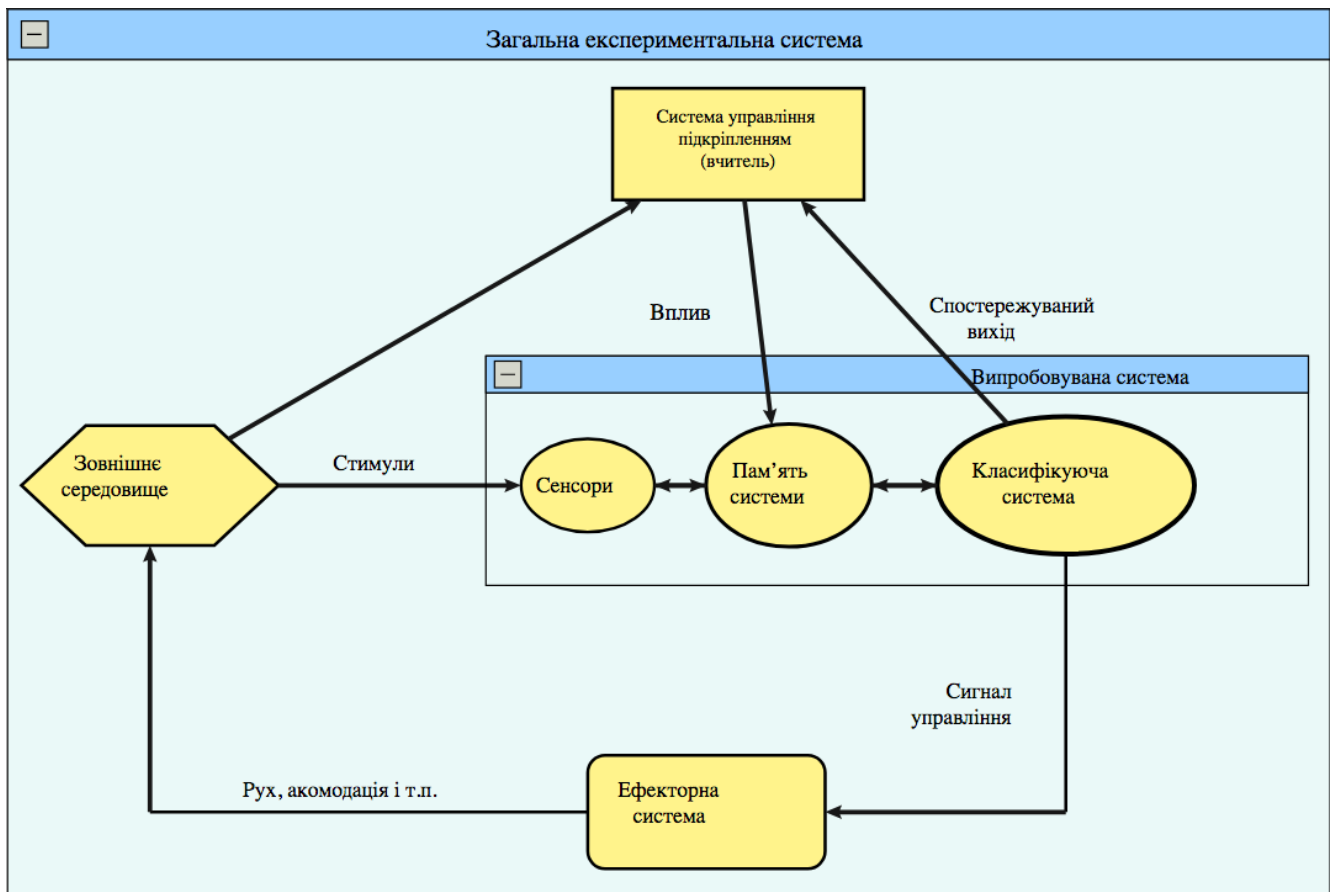 Загальна експериментальна система
Система управління
підкріпленням
(вчитель)
Вплив
Спостережуваний
вихід
Випробовувана система
Зовнішнє
середовище
Стимули
Сенсори
Пам’ять
системи
Класифікуюча
система
Сигнал
управління
Рух, акомодація і т.п.
Ефекторна
система